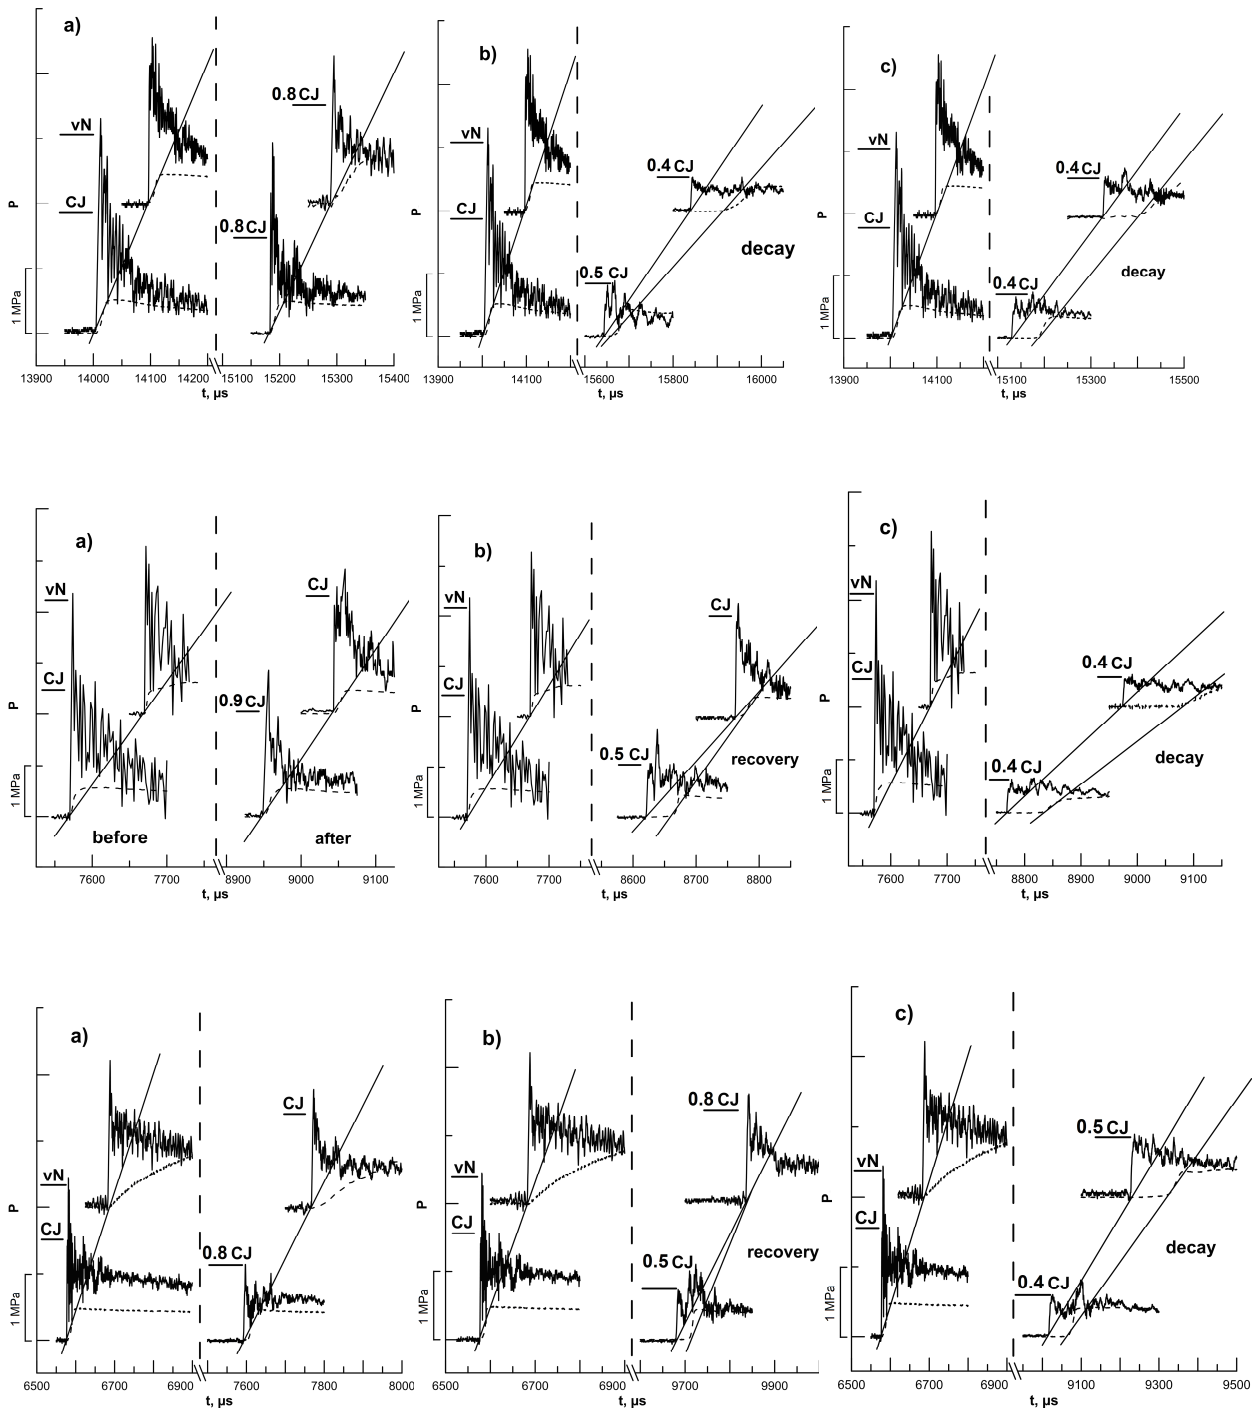 a)
vN
CJ
P
1 MPa
0.8 CJ
0.8 CJ
13900 14000 14100 14200 15100 15200 15300 15400
t, µs
b)
vN
CJ
P
1 MPa
0.4 CJ
0.5 CJ
decay
13900 14100 15600 15800 16000
t, µs
c)
vN
CJ
P
1 MPa
0.4 CJ
0.4 CJ
decay
13900 14100 15100 15300 15500
t, µs
a)
vN
CJ
P
1 MPa
CJ
0.9 CJ
before
after
7600 7700 8900 9000 9100
t, µs
b)
vN
CJ
P
1 MPa
CJ
0.5 CJ
recovery
7600 7700 8600 8700 8800
t, µs
c)
vN
CJ
P
1 MPa
0.4 CJ
0.4 CJ
decay
7600 7700 8800 8900 9000 9100
t, µs
a)
vN
CJ
P
1 MPa
CJ
0.8 CJ
6500 6700 6900 7600 7800 8000
t, µs
b)
vN
CJ
P
1 MPa
0.8 CJ
0.5 CJ
recovery
6500 6700 6900 9700 9900
t, µs
c)
vN
CJ
P
1 MPa
0.5 CJ
0.4 CJ
decay
6500 6700 6900 9100 9300 9500
t, µs